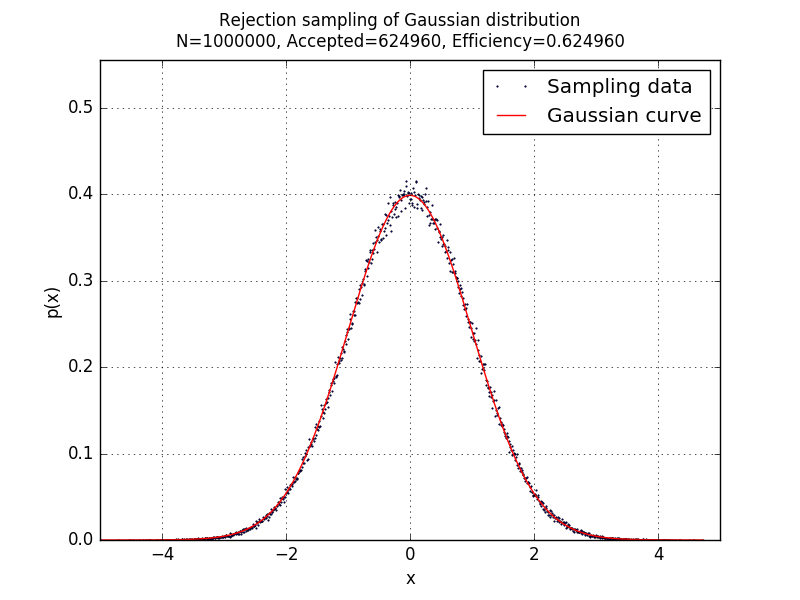 Rejection sampling of Gaussian distribution
N=1000000, Accepted=624960, Efficiency=0.624960
Sampling data
Gaussian curve
0.5
0.4
0.3
0.2
0.1
0.0
p(x)
−4 −2 0 2 4
x